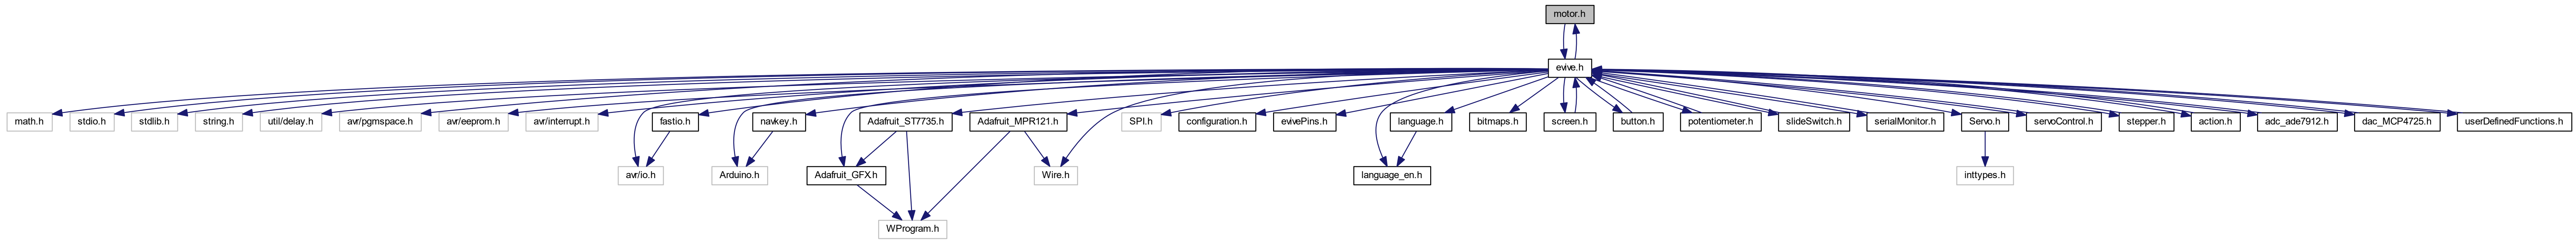 motor.h
evive.h
math.h
stdio.h
stdlib.h
string.h
util/delay.h
avr/pgmspace.h
avr/eeprom.h
avr/interrupt.h
fastio.h
navkey.h
Adafruit_ST7735.h
Adafruit_MPR121.h
SPI.h
configuration.h
evivePins.h
language.h
bitmaps.h
screen.h
button.h
potentiometer.h
slideSwitch.h
serialMonitor.h
Servo.h
servoControl.h
stepper.h
action.h
adc_ade7912.h
dac_MCP4725.h
userDefinedFunctions.h
avr/io.h
Arduino.h
Adafruit_GFX.h
Wire.h
language_en.h
inttypes.h
WProgram.h